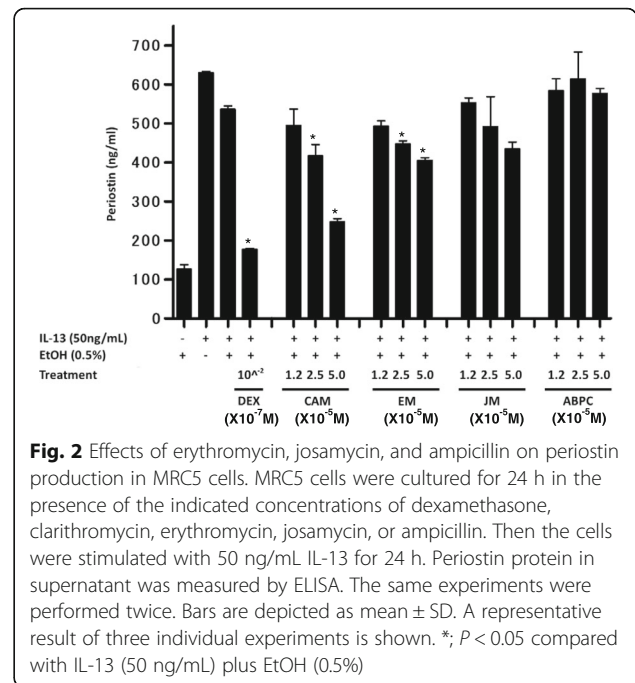 700
600
500
400
300
200
100
0
Periostin (ng/ml)
* * * * * *
IL-13 (50ng/mL) - + + + + + + + + + + + + + + +
EtOH (0.5%) + - + + + + + + + + + + + + + +
Treatment 10^-2 1.2 2.5 5.0 1.2 2.5 5.0 1.2 2.5 5.0 1.2 2.5 5.0
DEX CAM EM JM ABPC
(X10⁻⁷M) (X10⁻⁵M) (X10⁻⁵M) (X10⁻⁵M) (X10⁻⁵M)
Fig. 2 Effects of erythromycin, josamycin, and ampicillin on periostin
production in MRC5 cells. MRC5 cells were cultured for 24 h in the
presence of the indicated concentrations of dexamethasone,
clarithromycin, erythromycin, josamycin, or ampicillin. Then the cells
were stimulated with 50 ng/mL IL-13 for 24 h. Periostin protein in
supernatant was measured by ELISA. The same experiments were
performed twice. Bars are depicted as mean ± SD. A representative
result of three individual experiments is shown. *; P < 0.05 compared
with IL-13 (50 ng/mL) plus EtOH (0.5%)